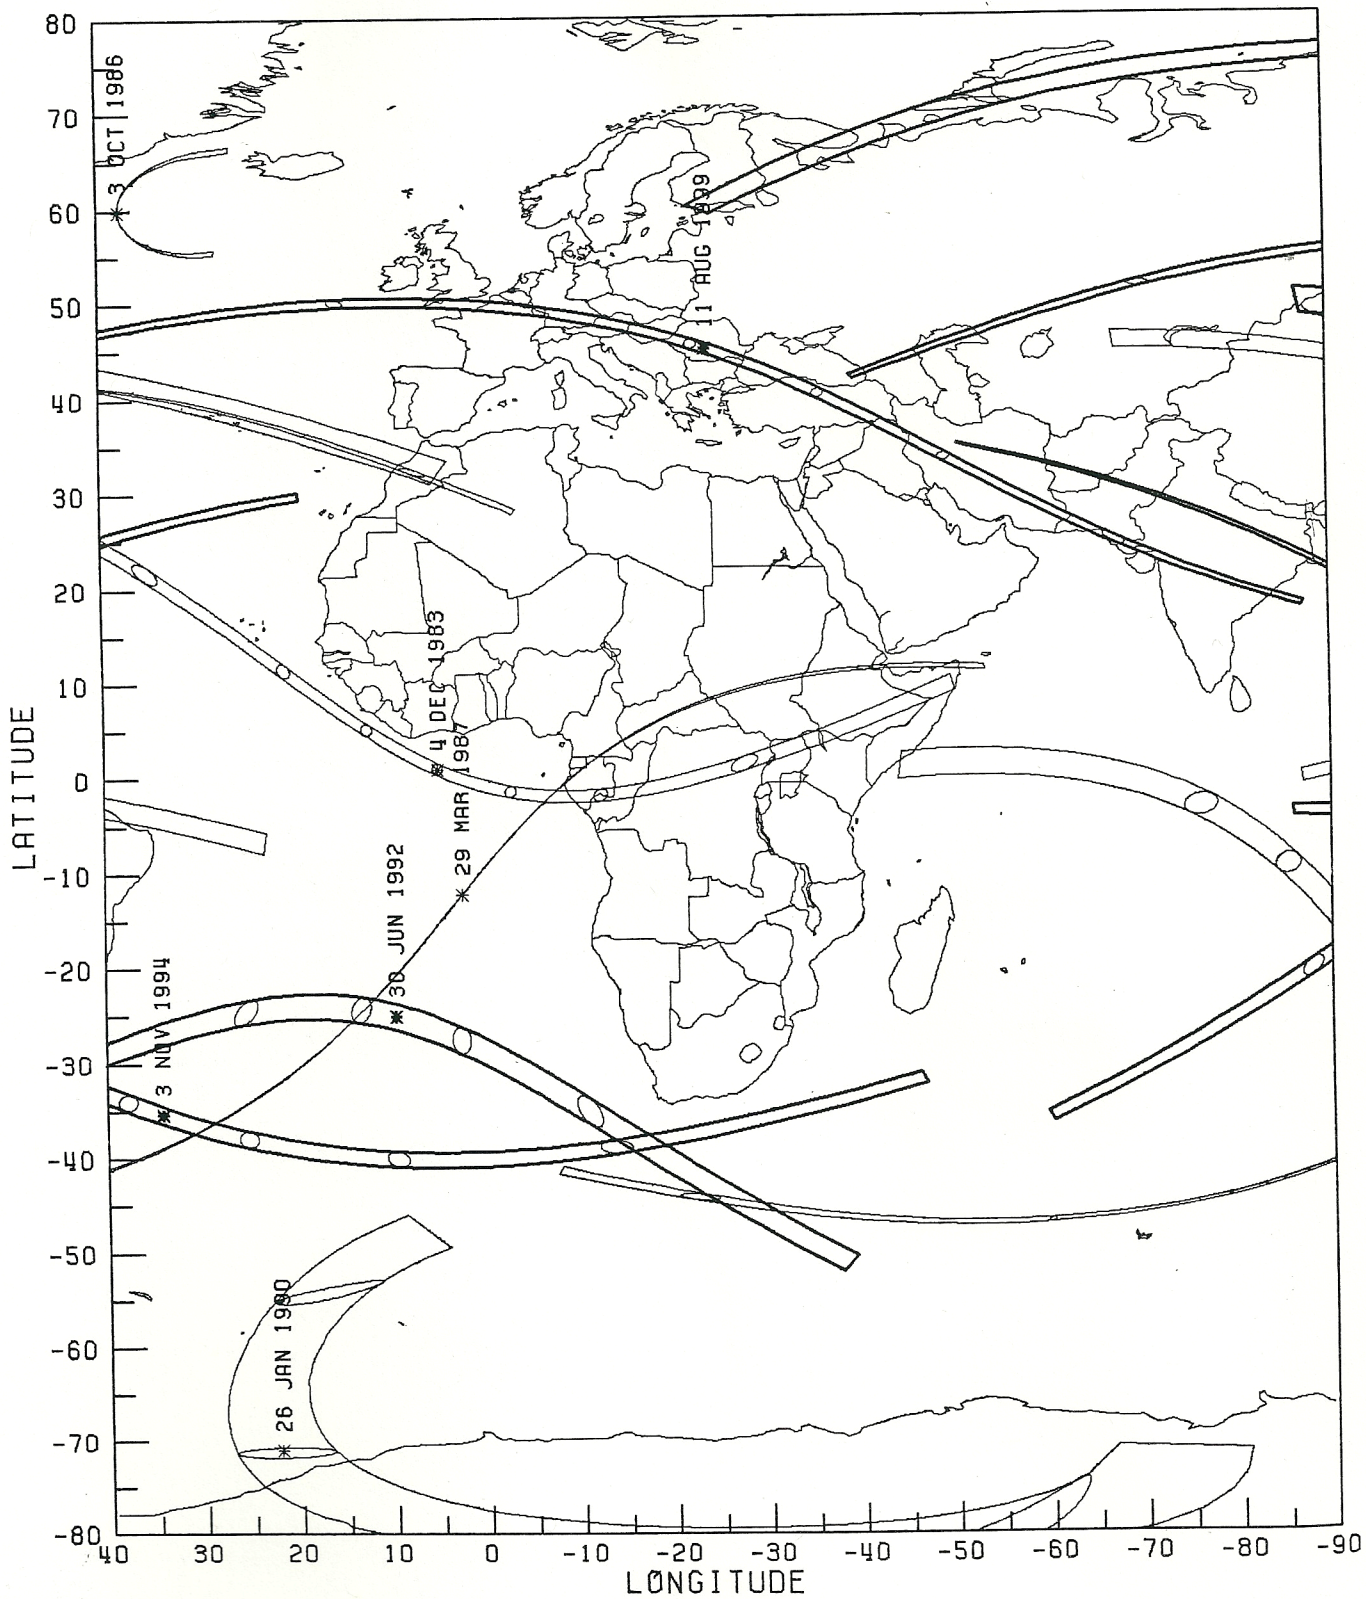 80
70
60
50
40
30
20
10
0
-10
-20
-30
-40
-50
-60
-70
-80
LATITUDE
3 OCT 1986
11 AUG 1999
4 DEC 1983
29 MAR 1987
30 JUN 1992
3 NOV 1994
26 JAN 1990
40 30 20 10 0 -10 -20 -30 -40 -50 -60 -70 -80 -90
LONGITUDE